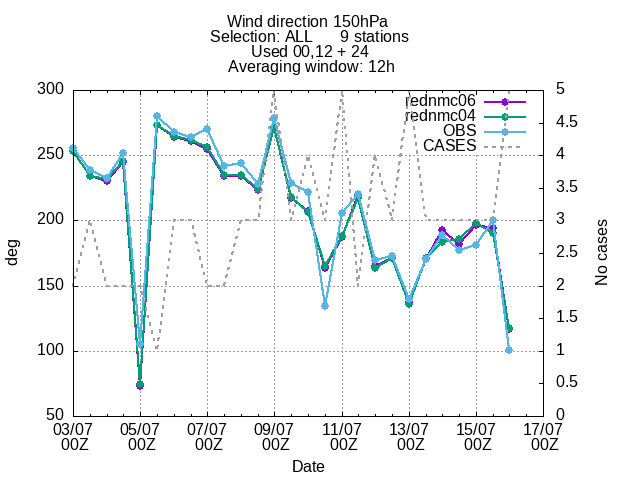 Wind direction 150hPa
Selection: ALL 9 stations
Used 00,12 + 24
Averaging window: 12h
rednmc06
rednmc04
OBS
CASES
300
250
200
150
100
50
5
4.5
4
3.5
3
2.5
2
1.5
1
0.5
0
deg
No cases
03/07 05/07 07/07 09/07 11/07 13/07 15/07 17/07
00Z 00Z 00Z 00Z 00Z 00Z 00Z 00Z
Date